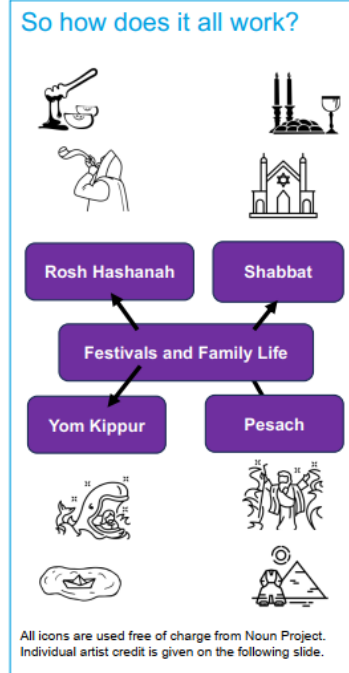 So how does it all work?
Rosh Hashanah
Shabbat
Festivals and Family Life
Yom Kippur
Pesach
All icons are used free of charge from Noun Project.
Individual artist credit is given on the following slide.